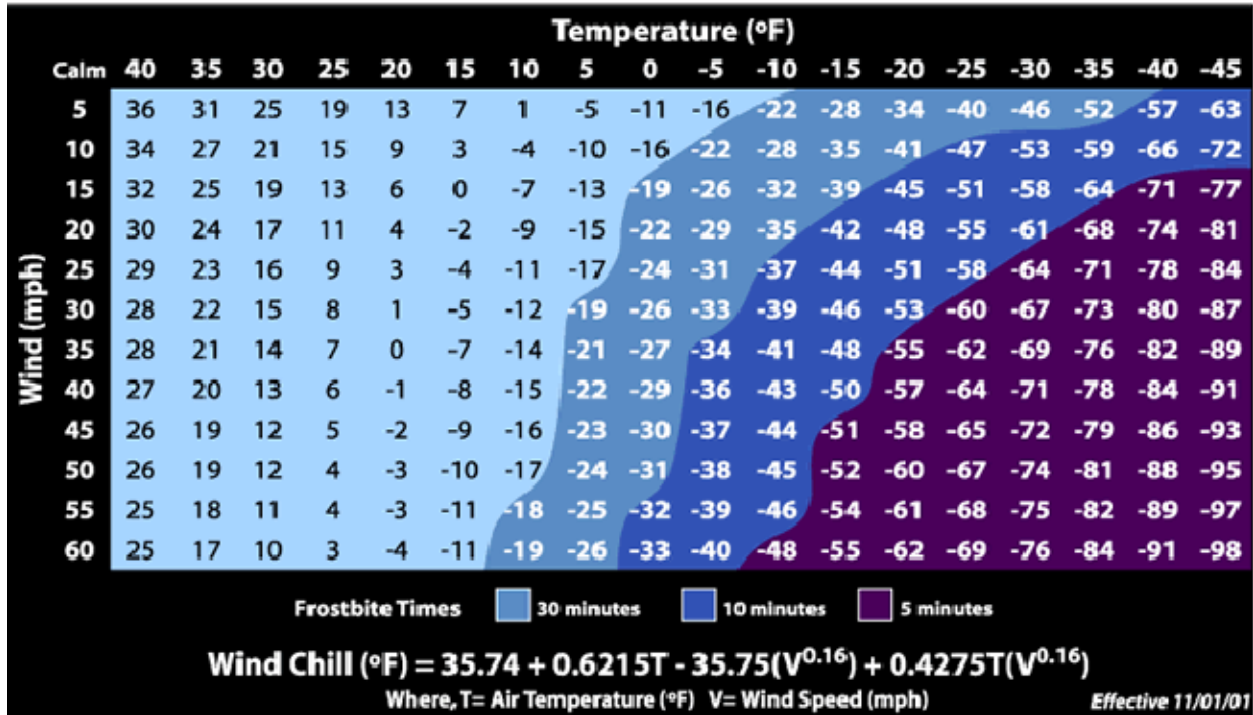 Temperature (ºF)
Calm 40 35 30 25 20 15 10 5 0 -5 -10 -15 -20 -25 -30 -35 -40 -45
Wind (mph)
5 36 31 25 19 13 7 1 -5 -11 -16 -22 -28 -34 -40 -46 -52 -57 -63
10 34 27 21 15 9 3 -4 -10 -16 -22 -28 -35 -41 -47 -53 -59 -66 -72
15 32 25 19 13 6 0 -7 -13 -19 -26 -32 -39 -45 -51 -58 -64 -71 -77
20 30 24 17 11 4 -2 -9 -15 -22 -29 -35 -42 -48 -55 -61 -68 -74 -81
25 29 23 16 9 3 -4 -11 -17 -24 -31 -37 -44 -51 -58 -64 -71 -78 -84
30 28 22 15 8 1 -5 -12 -19 -26 -33 -39 -46 -53 -60 -67 -73 -80 -87
35 28 21 14 7 0 -7 -14 -21 -27 -34 -41 -48 -55 -62 -69 -76 -82 -89
40 27 20 13 6 -1 -8 -15 -22 -29 -36 -43 -50 -57 -64 -71 -78 -84 -91
45 26 19 12 5 -2 -9 -16 -23 -30 -37 -44 -51 -58 -65 -72 -79 -86 -93
50 26 19 12 4 -3 -10 -17 -24 -31 -38 -45 -52 -60 -67 -74 -81 -88 -95
55 25 18 11 4 -3 -11 -18 -25 -32 -39 -46 -54 -61 -68 -75 -82 -89 -97
60 25 17 10 3 -4 -11 -19 -26 -33 -40 -48 -55 -62 -69 -76 -84 -91 -98
Frostbite Times 30 minutes 10 minutes 5 minutes
Wind Chill (ºF) = 35.74 + 0.6215T - 35.75(V^0.16) + 0.4275T(V^0.16)
Where, T= Air Temperature (ºF) V= Wind Speed (mph) Effective 11/01/01